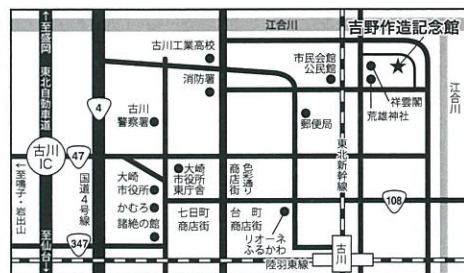 江合川
吉野作造記念館
←至盛岡
東北自動車道
古川工業高校
消防署
市民会館
公民館
祥雲閣
荒雄神社
江合川
4
古川
警察署
郵便局
東北新幹線
古川
IC
47
国道4号線
大崎
市役所
大崎
市役所
東庁舎
商店街
色彩通り
108
←至鳴子・岩出山
かむろ
諸絶の館
七日町
商店街
台町
商店街
リオーネ
ふるかわ
古川
至仙台→
347
陸羽東線